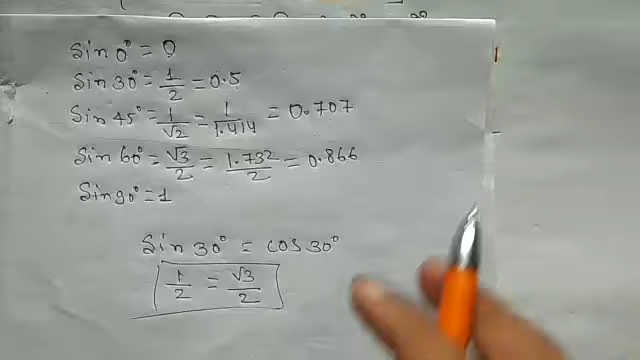 Sin 0° = 0
Sin 30° = 1/2 = 0.5
Sin 45° = 1/√2 = 1/1.414 = 0.707
Sin 60° = √3/2 = 1.732/2 = 0.866
Sin 90° = 1
Sin 30° = cos 30°
1/2 = √3/2